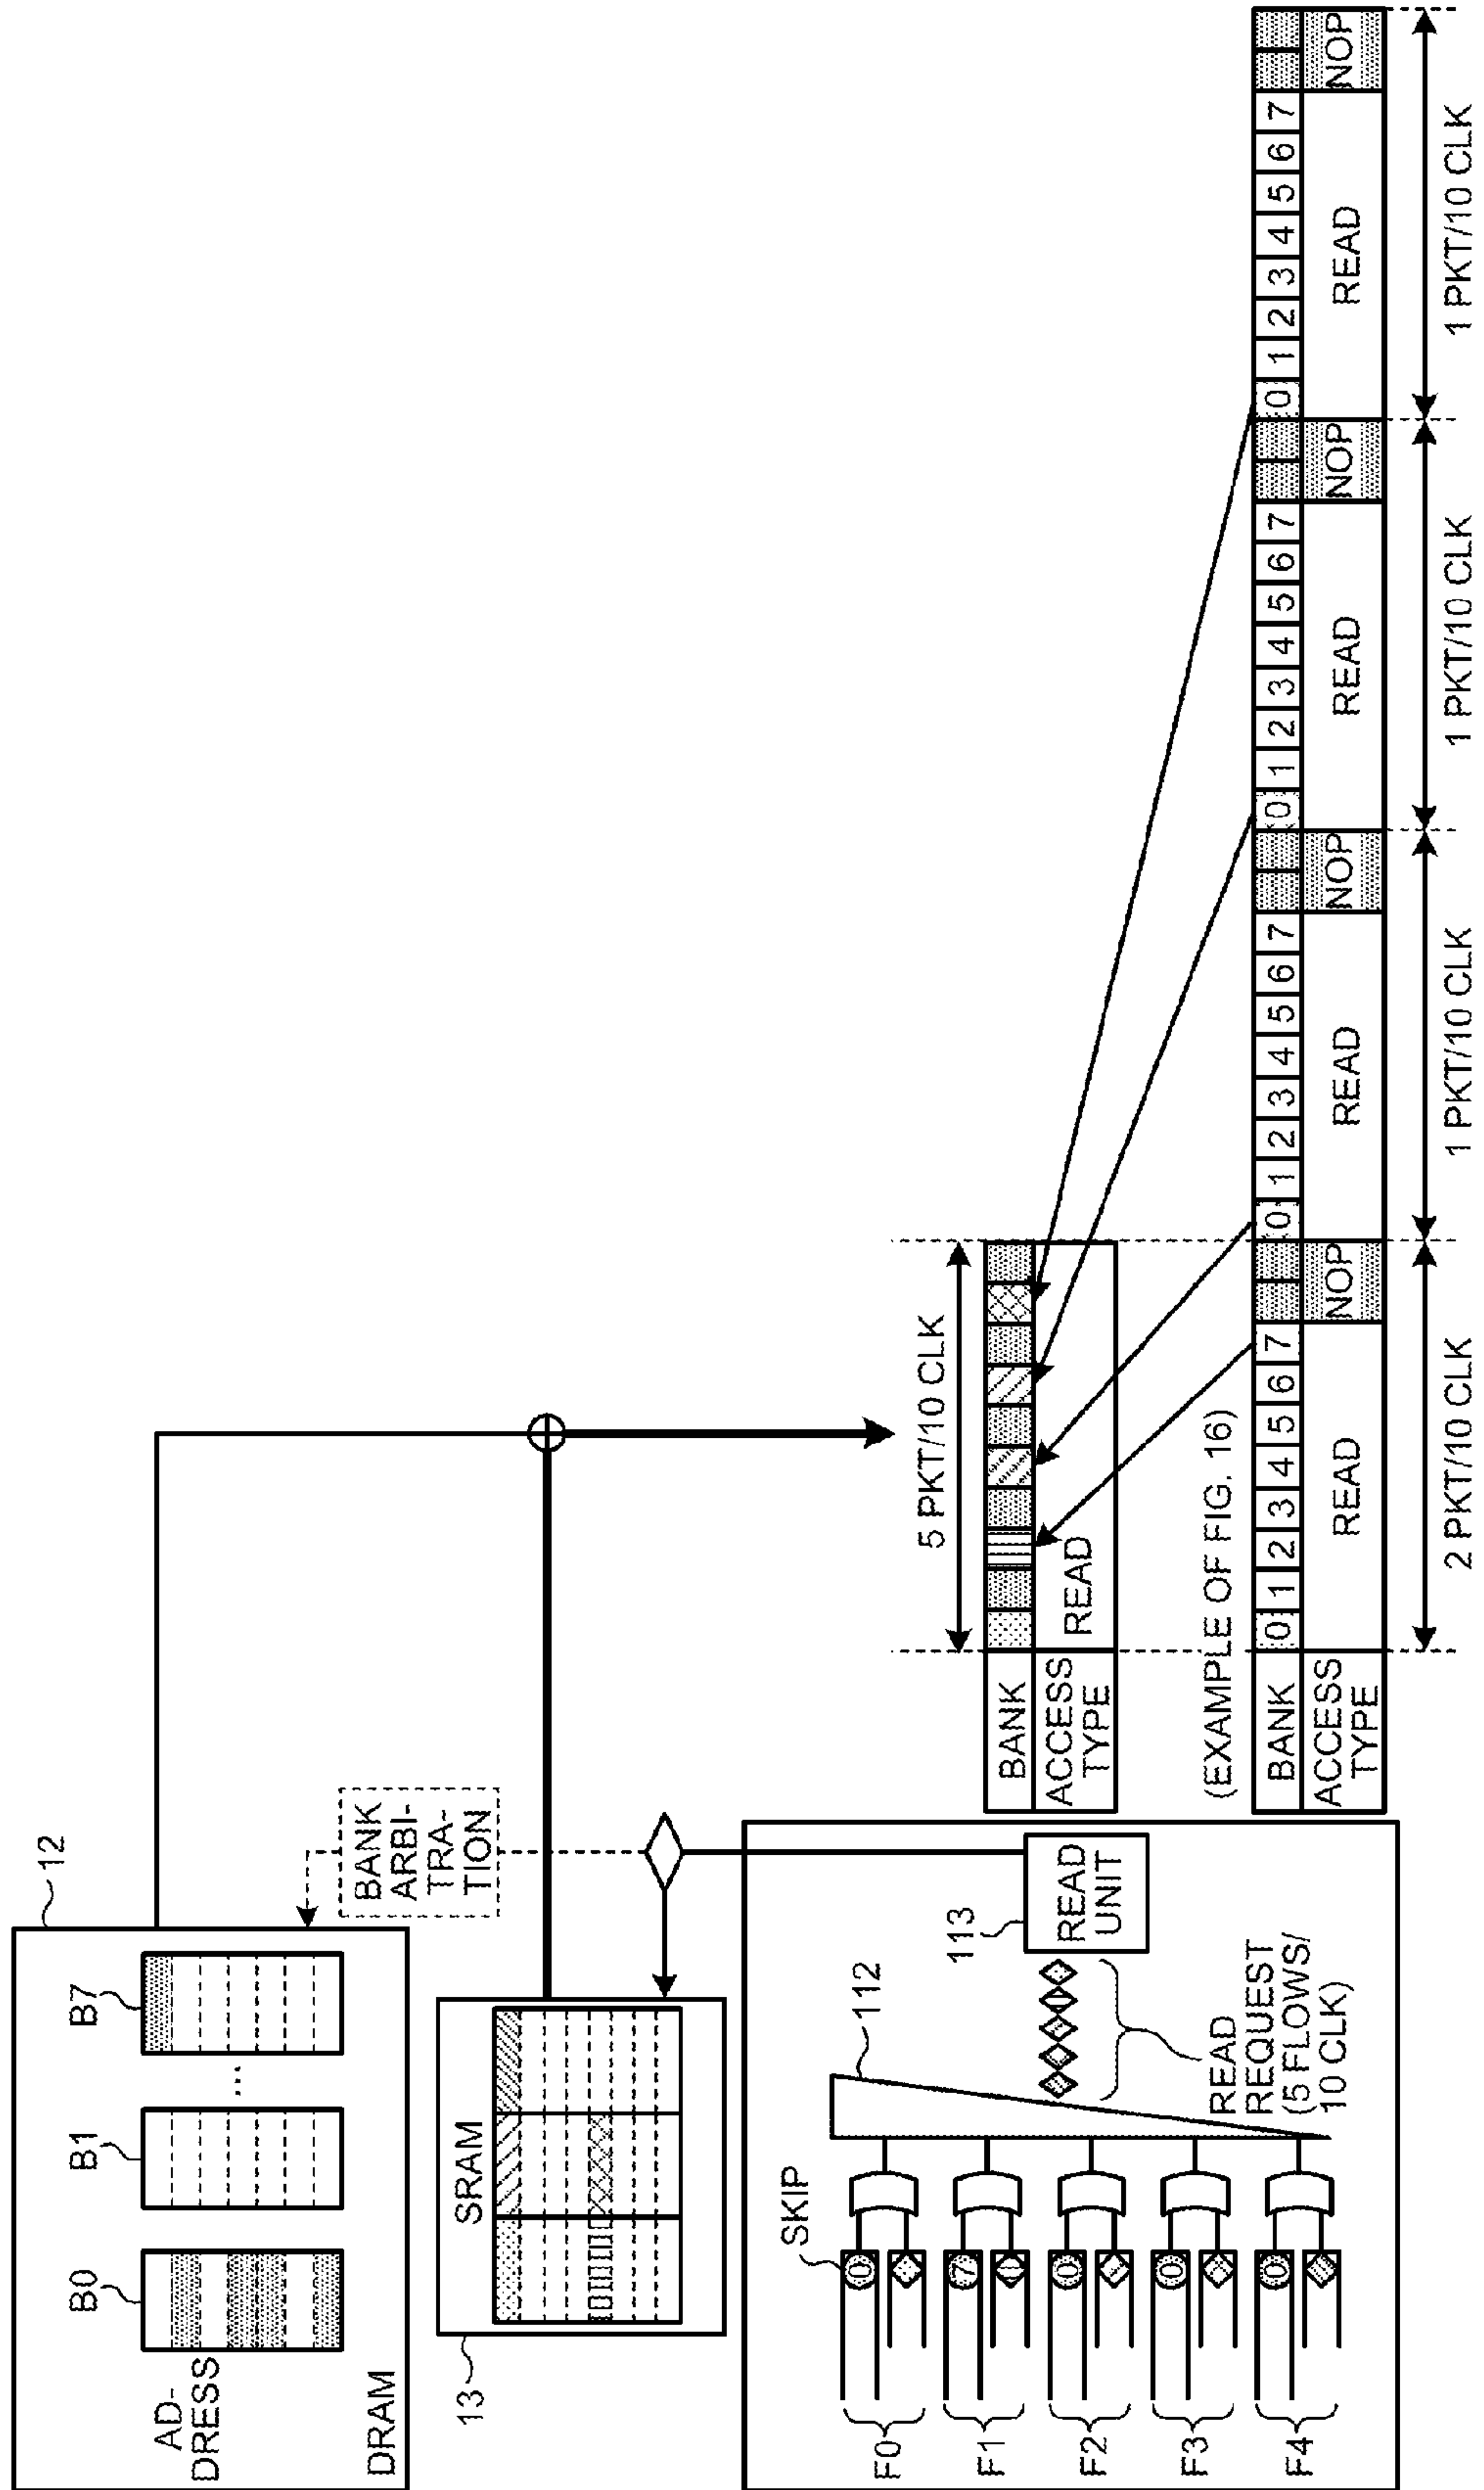 12
B0
B1
...
B7
AD-
DRESS
DRAM
BANK
ARBI-
TRA-
TION
13
SRAM
SKIP
112
113
READ
UNIT
F0
0
F1
7
F2
0
F3
0
F4
0
READ
REQUEST
(5 FLOWS/
10 CLK)
5 PKT/10 CLK
BANK
ACCESS
TYPE
READ
(EXAMPLE OF FIG. 16)
BANK 0 1 2 3 4 5 6 7 0 1 2 3 4 5 6 7 0 1 2 3 4 5 6 7 0 1 2 3 4 5 6 7
ACCESS
TYPE
READ NOP READ NOP READ NOP READ NOP
2 PKT/10 CLK 1 PKT/10 CLK 1 PKT/10 CLK 1 PKT/10 CLK